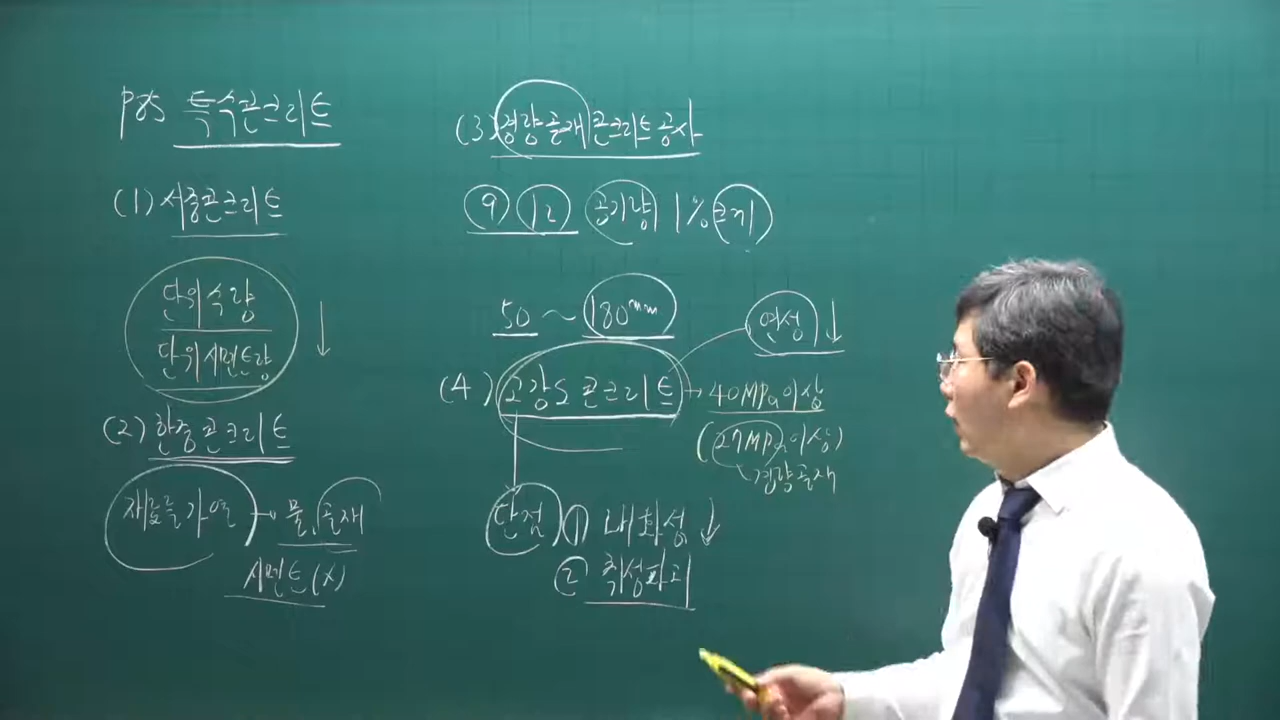 P85 특수콘크리트
(1) 서중콘크리트
단위수량 ↓
단위시멘트량
(2) 한중콘크리트
재료를 가열 → 물, 골재
시멘트(x)
(3) 경량골재콘크리트공사
9 12 공기량 1% 크게
50 ~ 180mm 연성 ↓
(4) 고강도 콘크리트 → 40MPa 이상
(27MPa 이상)
경량골재
단점 ① 내화성 ↓
② 취성파괴